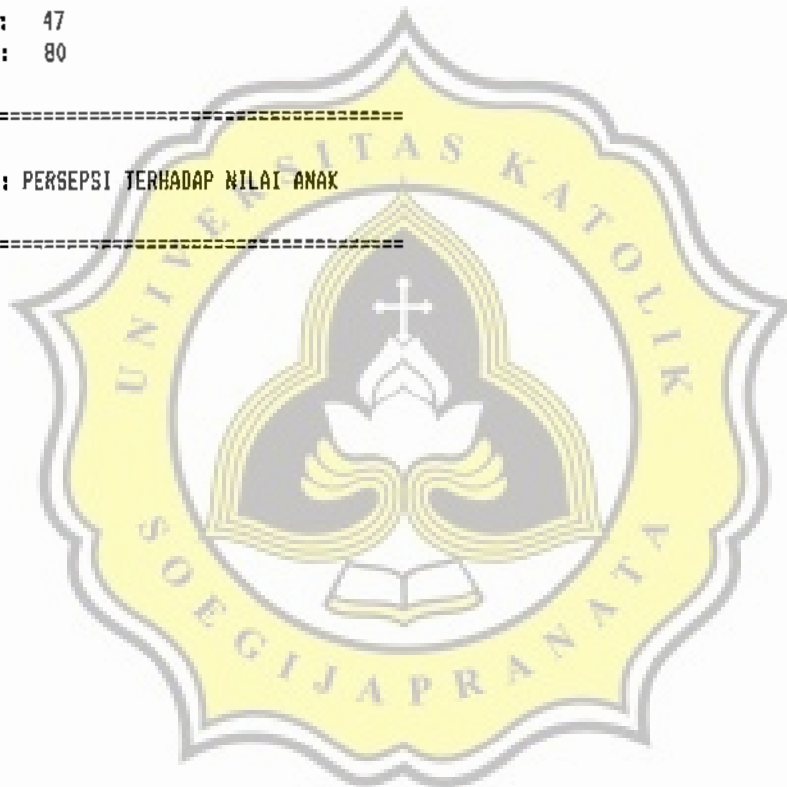 : 47
: 80
========================================
: PERSEPSI TERHADAP NILAI ANAK
========================================
UNIVERSITAS KATOLIK
SOEGIJAPRANATA